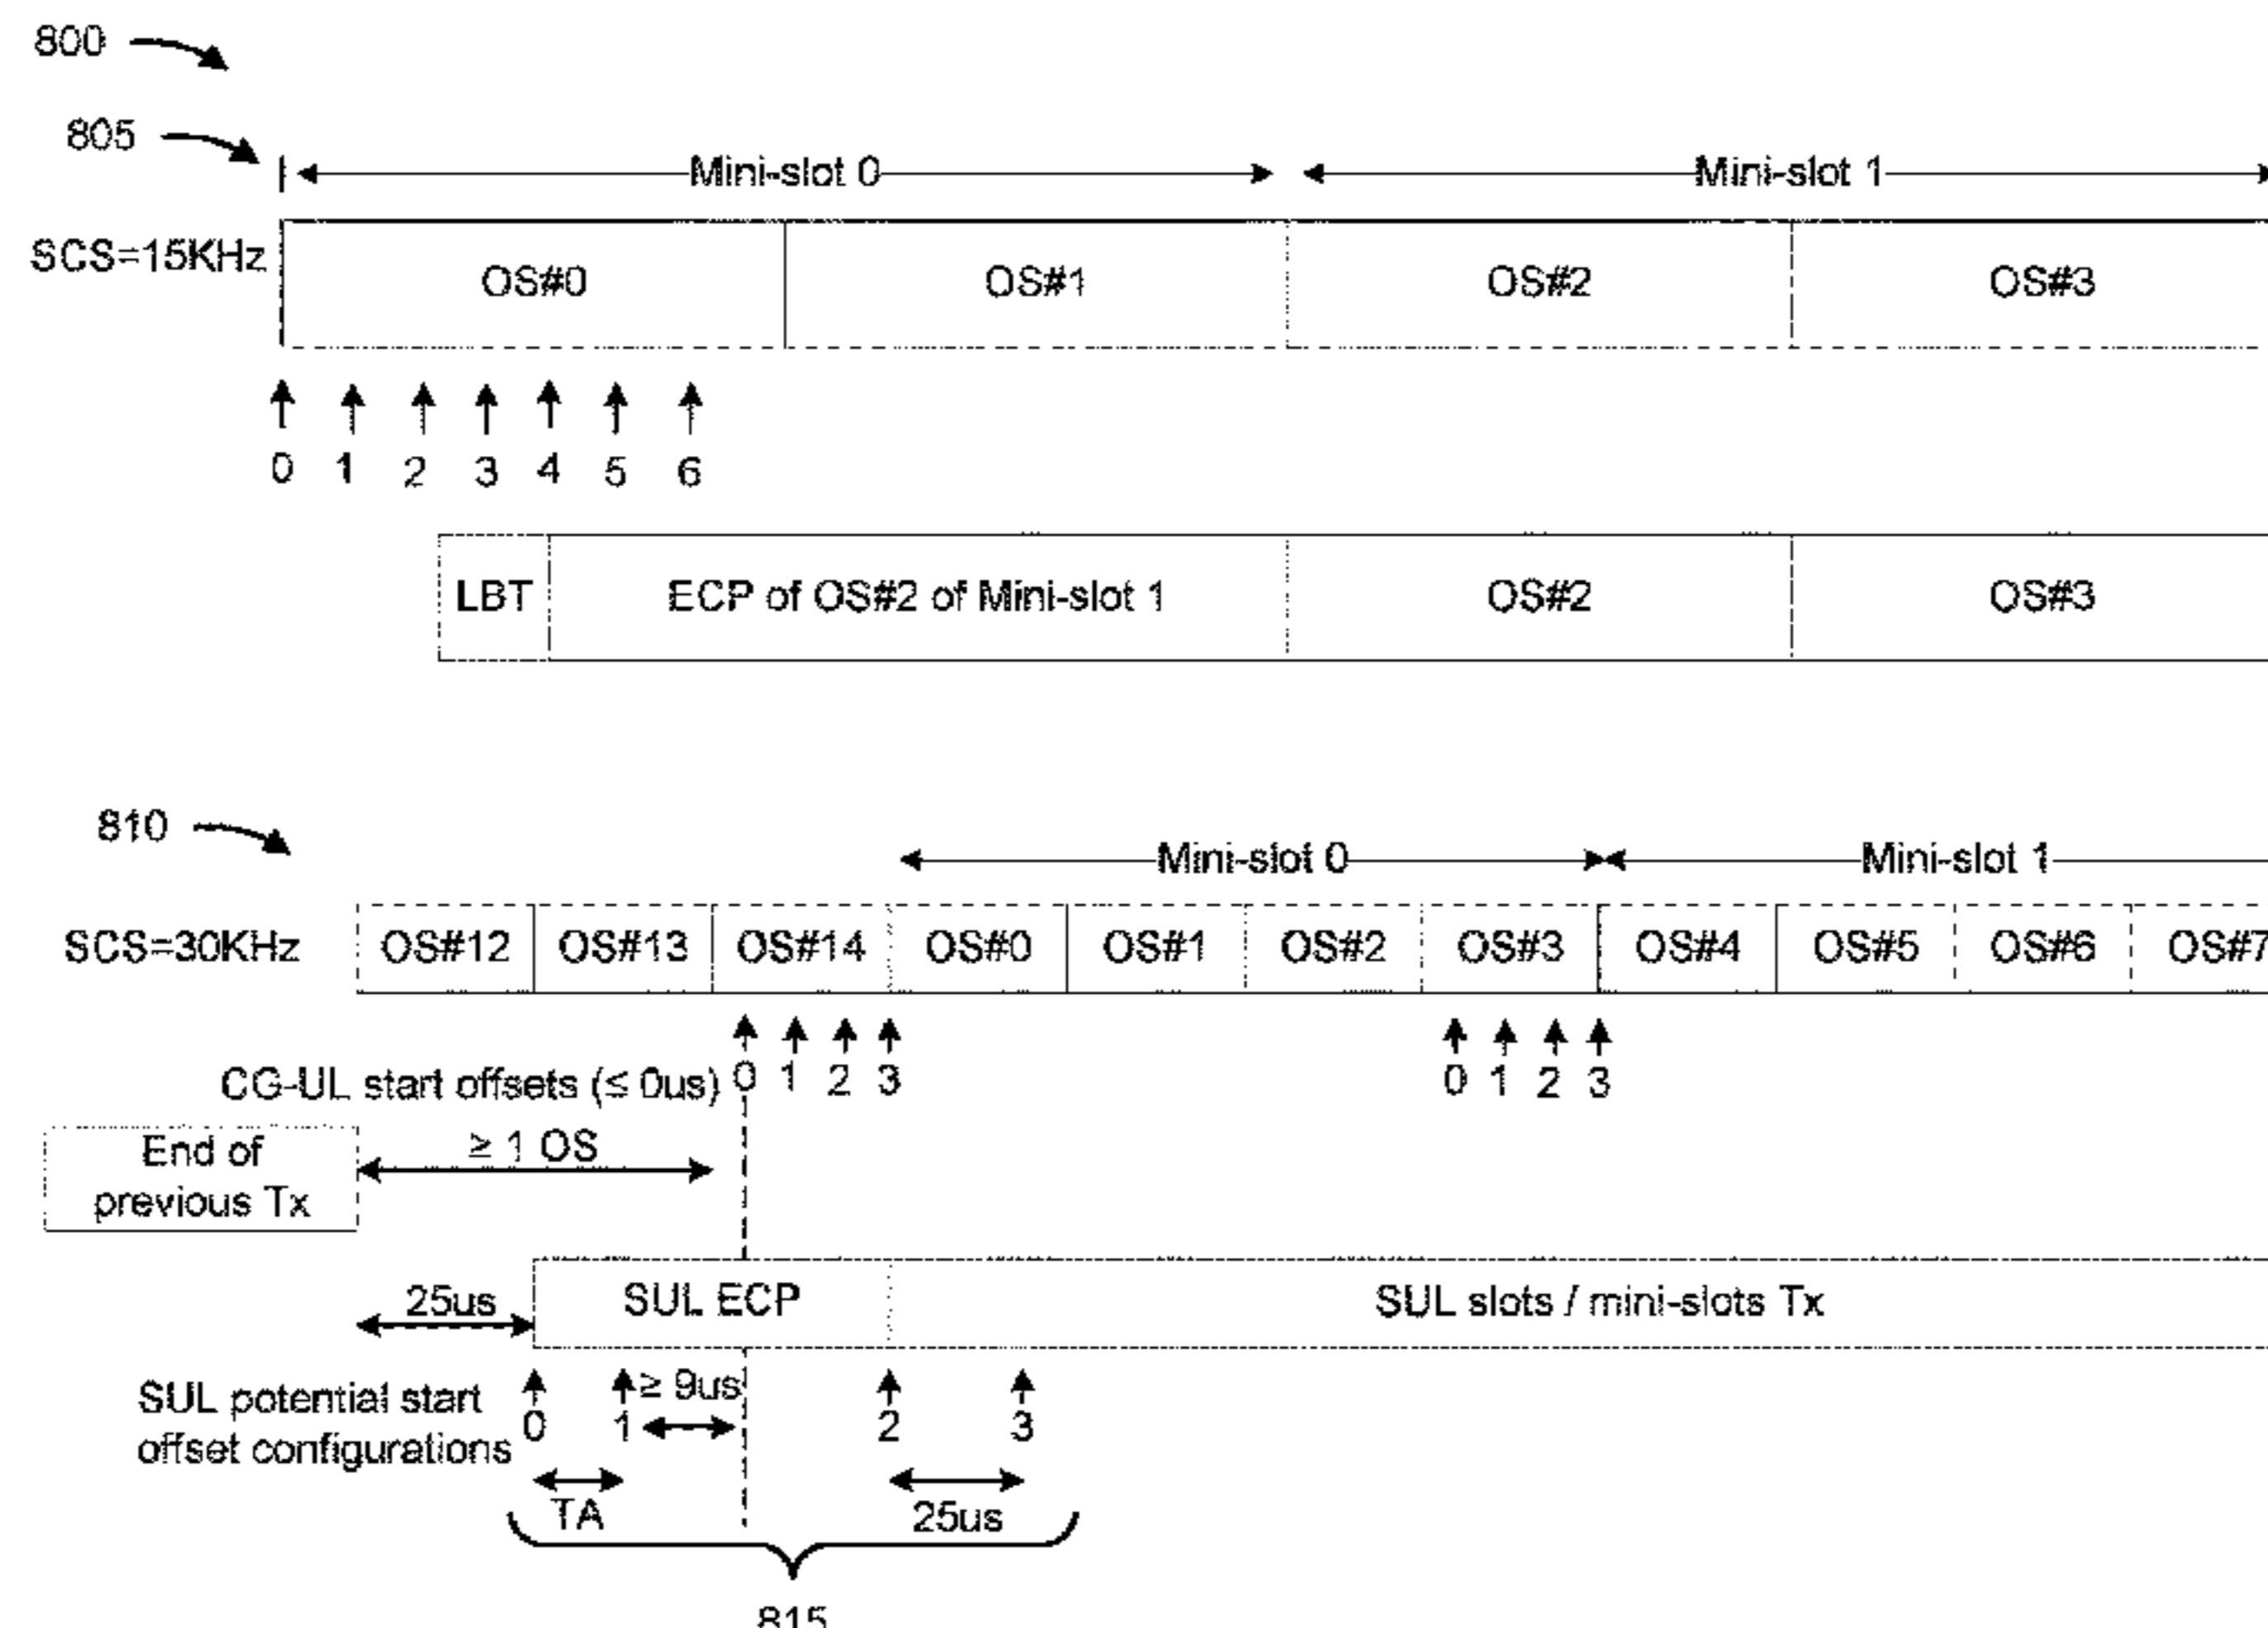 800
805
Mini-slot 0 Mini-slot 1
SCS=15KHz OS#0 OS#1 OS#2 OS#3
0 1 2 3 4 5 6
LBT ECP of OS#2 of Mini-slot 1 OS#2 OS#3
810
Mini-slot 0 Mini-slot 1
SCS=30KHz OS#12 OS#13 OS#14 OS#0 OS#1 OS#2 OS#3 OS#4 OS#5 OS#6 OS#7
CG-UL start offsets (≤ 0us) 0 1 2 3 0 1 2 3
End of
previous Tx
≥ 1 OS
25us SUL ECP SUL slots / mini-slots Tx
SUL potential start
offset configurations
0 1 ≥ 9us 2 3
TA 25us
815